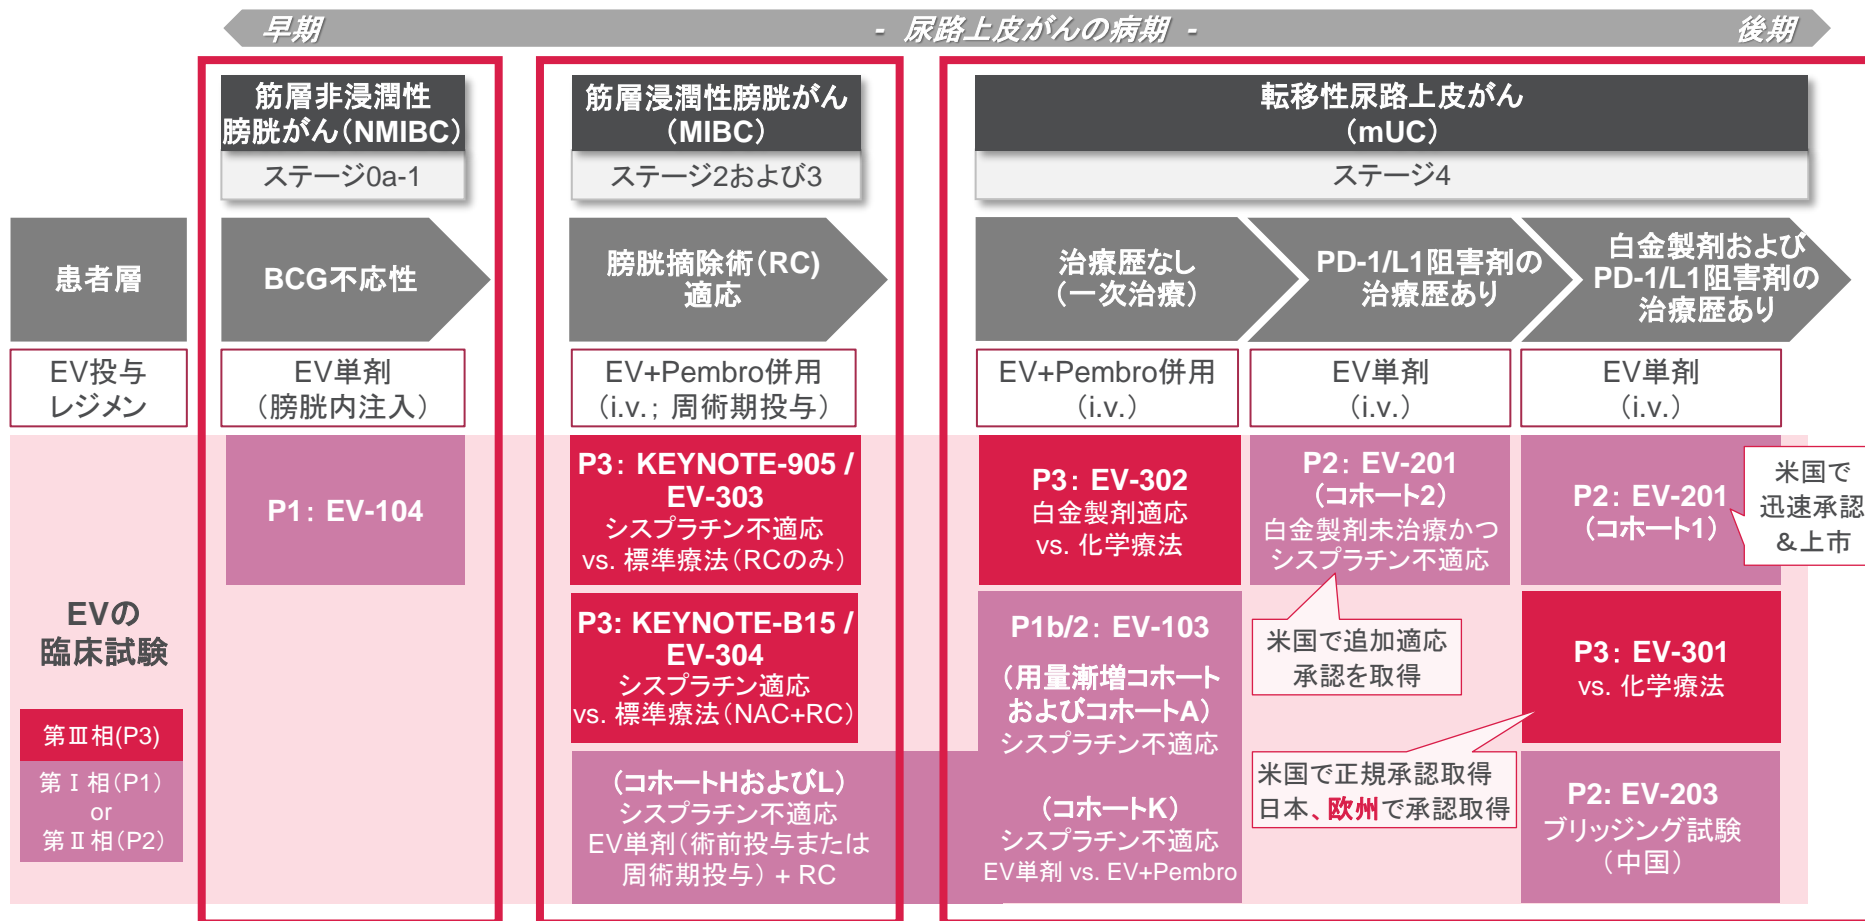 早期
- 尿路上皮がんの病期 -
後期
筋層非浸潤性
膀胱がん(NMIBC)
ステージ0a-1
筋層浸潤性膀胱がん
(MIBC)
ステージ2および3
転移性尿路上皮がん
(mUC)
ステージ4
患者層
BCG不応性
膀胱摘除術(RC)
適応
治療歴なし
(一次治療)
PD-1/L1阻害剤の
治療歴あり
白金製剤および
PD-1/L1阻害剤の
治療歴あり
EV投与
レジメン
EV単剤
(膀胱内注入)
EV+Pembro併用
(i.v.; 周術期投与)
EV+Pembro併用
(i.v.)
EV単剤
(i.v.)
EV単剤
(i.v.)
EVの
臨床試験
第Ⅲ相(P3)
第Ⅰ相(P1)
or
第Ⅱ相(P2)
P1: EV-104
P3: KEYNOTE-905 /
EV-303
シスプラチン不適応
vs. 標準療法(RCのみ)
P3: KEYNOTE-B15 /
EV-304
シスプラチン適応
vs. 標準療法(NAC+RC)
(コホートHおよびL)
シスプラチン不適応
EV単剤(術前投与または
周術期投与) + RC
P3: EV-302
白金製剤適応
vs. 化学療法
P1b/2: EV-103
(用量漸増コホート
およびコホートA)
シスプラチン不適応
(コホートK)
シスプラチン不適応
EV単剤 vs. EV+Pembro
P2: EV-201
(コホート2)
白金製剤未治療かつ
シスプラチン不適応
米国で追加適応
承認を取得
P2: EV-201
(コホート1)
米国で
迅速承認
&上市
P3: EV-301
vs. 化学療法
米国で正規承認取得
日本、欧州で承認取得
P2: EV-203
ブリッジング試験
(中国)